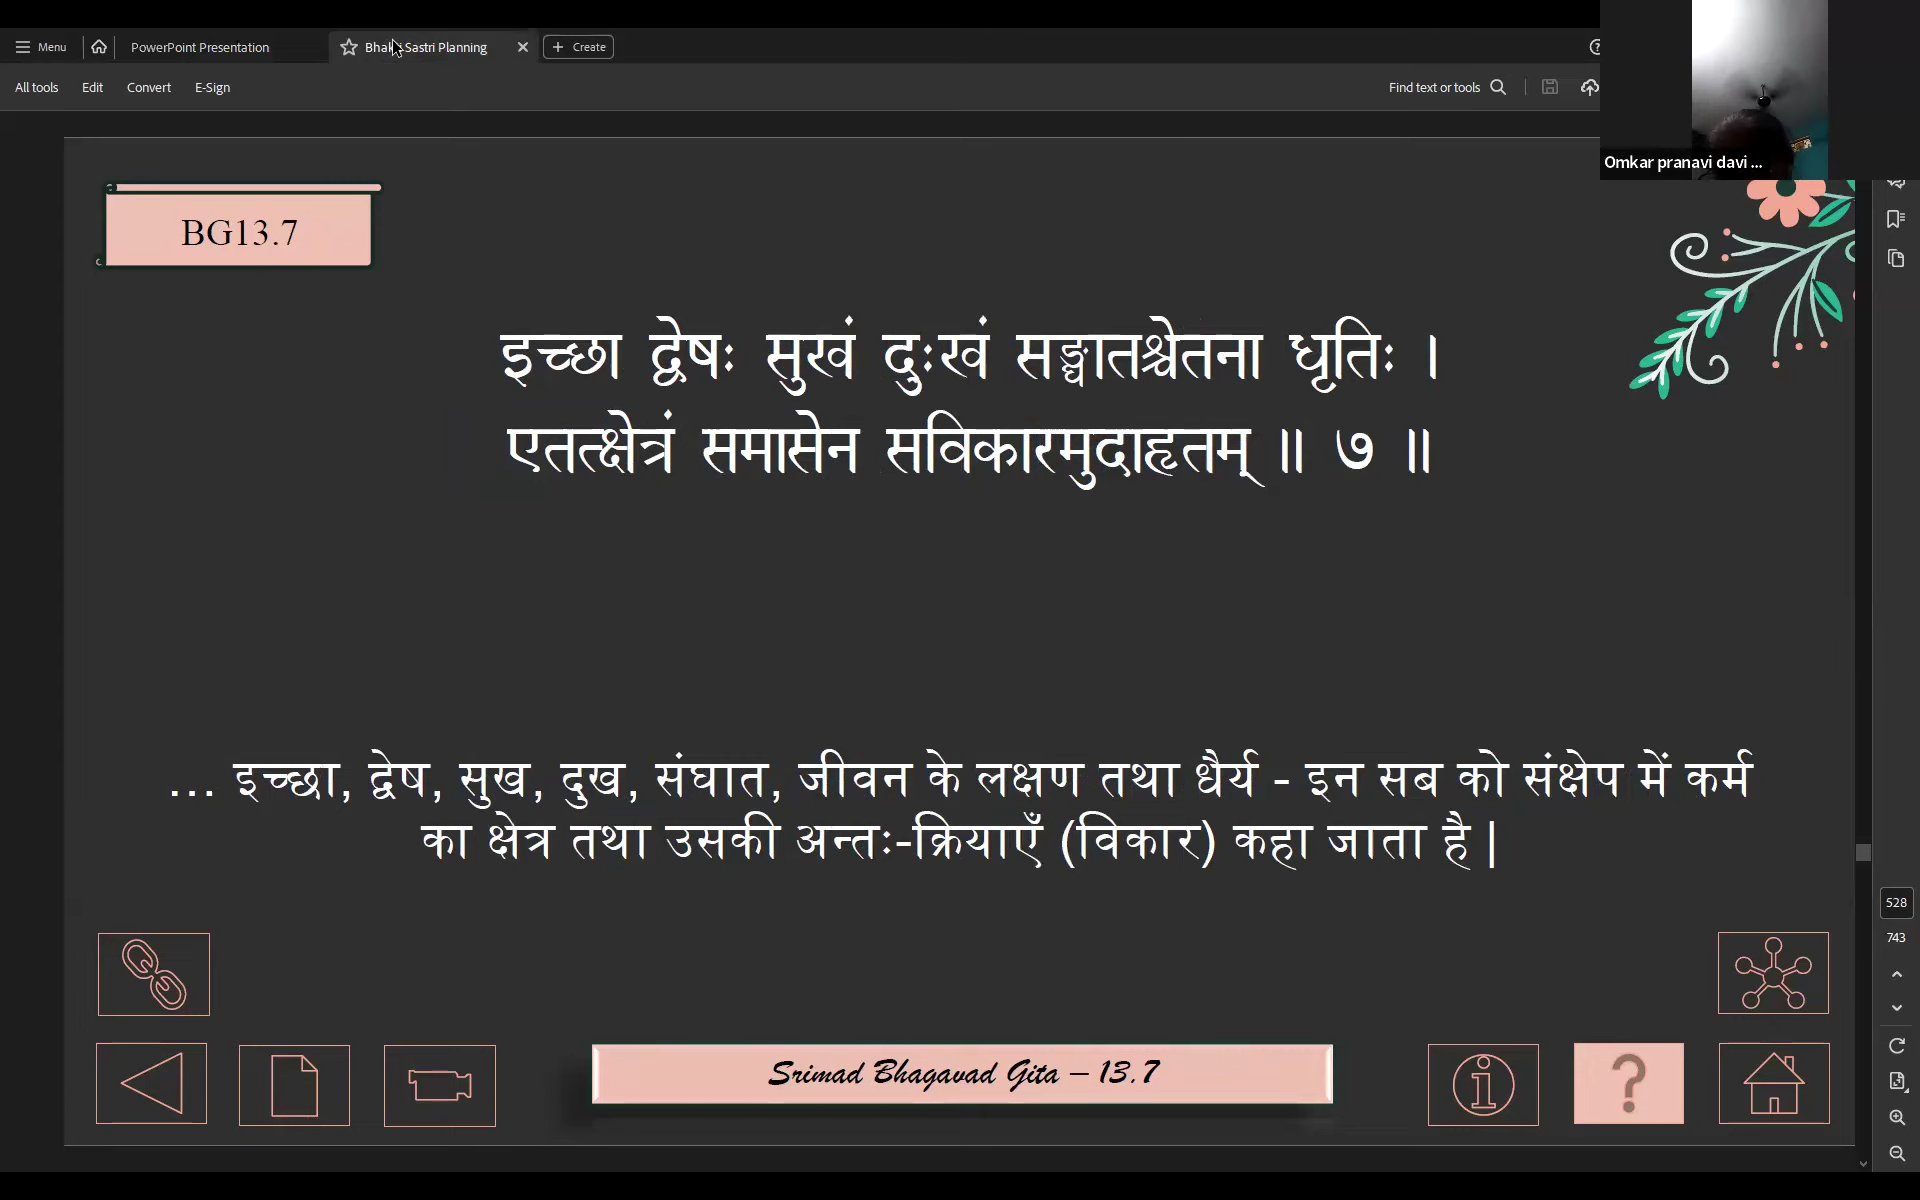 Menu
PowerPoint Presentation
Bhakti Sastri Planning
Create
All tools
Edit
Convert
E-Sign
Find text or tools
Omkar pranavi davi ...
BG13.7
इच्छा द्वेषः सुखं दुःखं सङ्घातश्चेतना धृतिः ।
एतत्क्षेत्रं समासेन सविकारमुदाहृतम् ॥ ७ ॥
... इच्छा, द्वेष, सुख, दुख, संघात, जीवन के लक्षण तथा धैर्य - इन सब को संक्षेप में कर्म
का क्षेत्र तथा उसकी अन्तः-क्रियाएँ (विकार) कहा जाता है |
528
743
Srimad Bhagavad Gita – 13.7